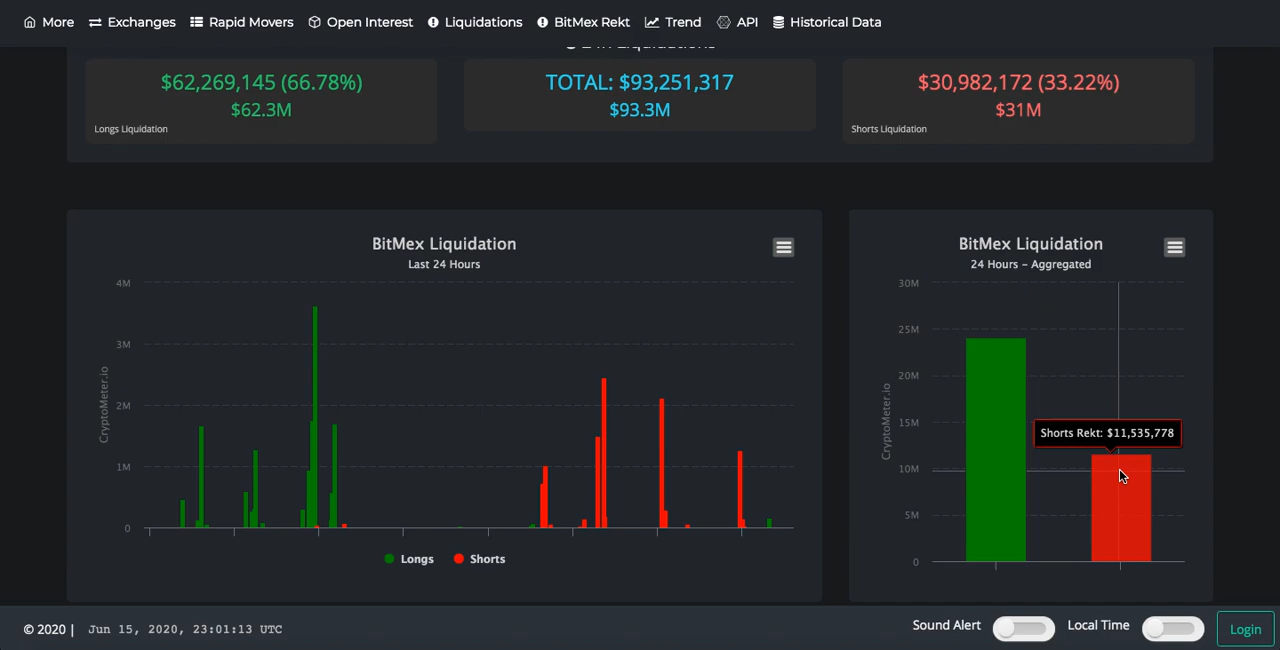 More Exchanges Rapid Movers Open Interest Liquidations BitMex Rekt Trend API Historical Data
$62,269,145 (66.78%)
$62.3M
Longs Liquidation
TOTAL: $93,251,317
$93.3M
$30,982,172 (33.22%)
$31M
Shorts Liquidation
BitMex Liquidation
Last 24 Hours
CryptoMeter.io
4M
3M
2M
1M
0
Longs Shorts
BitMex Liquidation
24 Hours – Aggregated
CryptoMeter.io
30M
25M
20M
15M
10M
5M
0
Shorts Rekt: $11,535,778
© 2020 | Jun 15, 2020, 23:01:13 UTC
Sound Alert
Local Time
Login